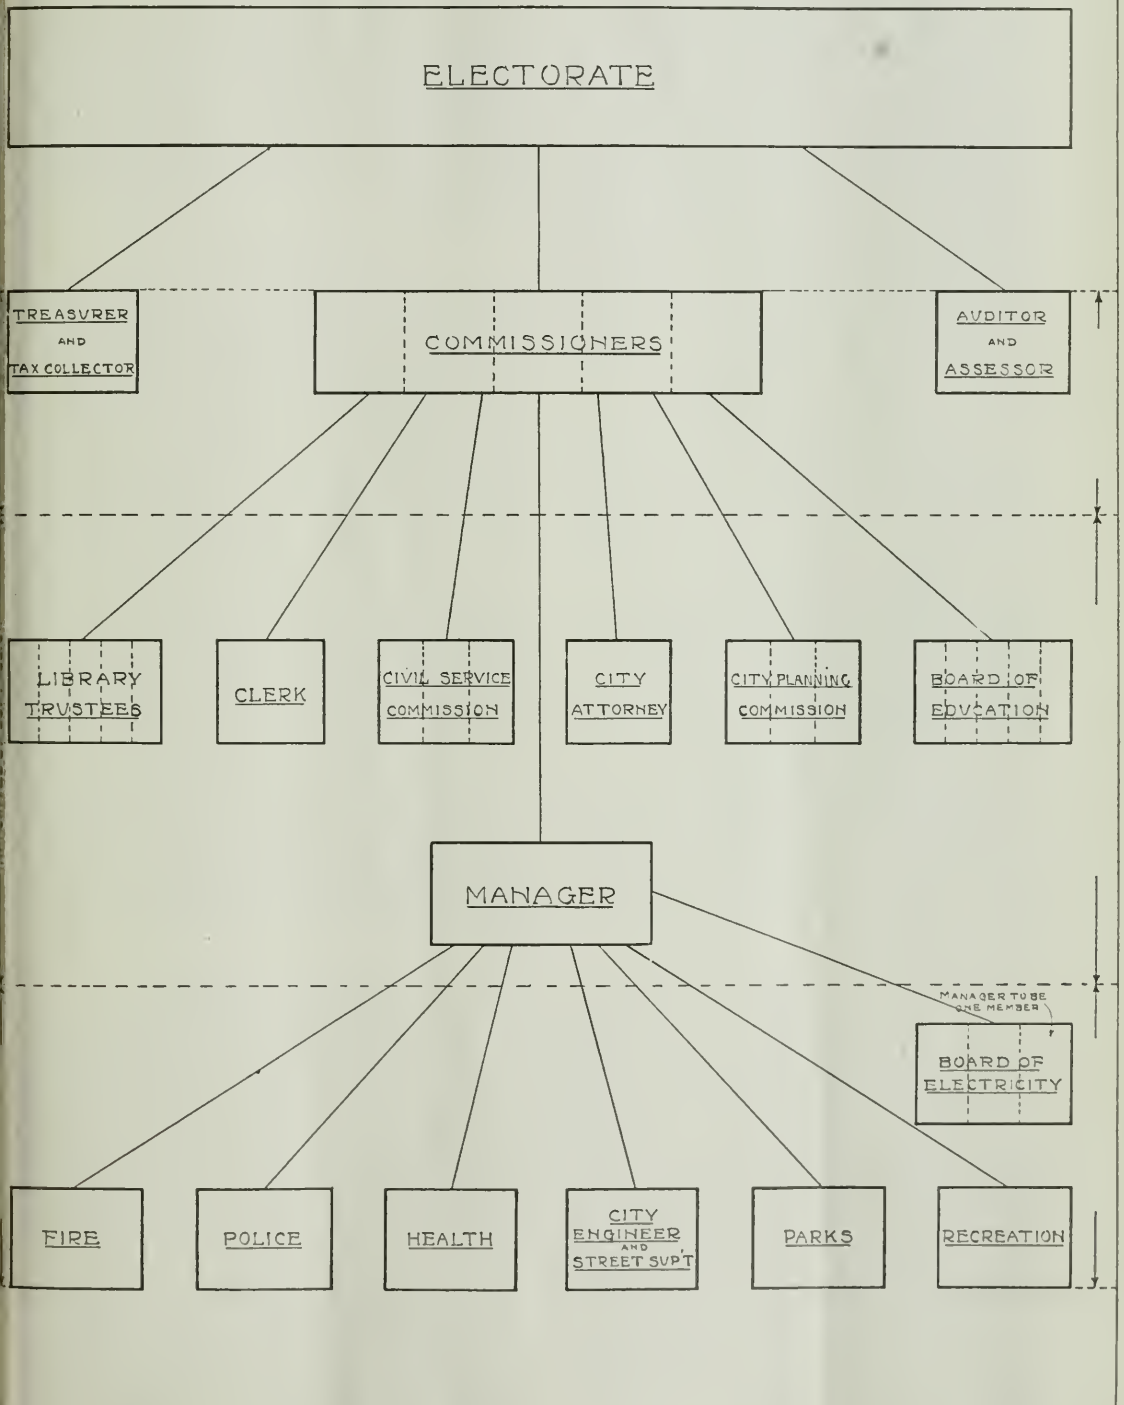 ELECTORATE
TREASURER
AND
TAX COLLECTOR
COMMISSIONERS
AUDITOR
AND
ASSESSOR
LIBRARY
TRUSTEES
CLERK
CIVIL SERVICE
COMMISSION
CITY
ATTORNEY
CITY PLANNING
COMMISSION
BOARD OF
EDUCATION
MANAGER
MANAGER TO BE
ONE MEMBER
BOARD OF
ELECTRICITY
FIRE
POLICE
HEALTH
CITY
ENGINEER
AND
STREET SUP'T
PARKS
RECREATION